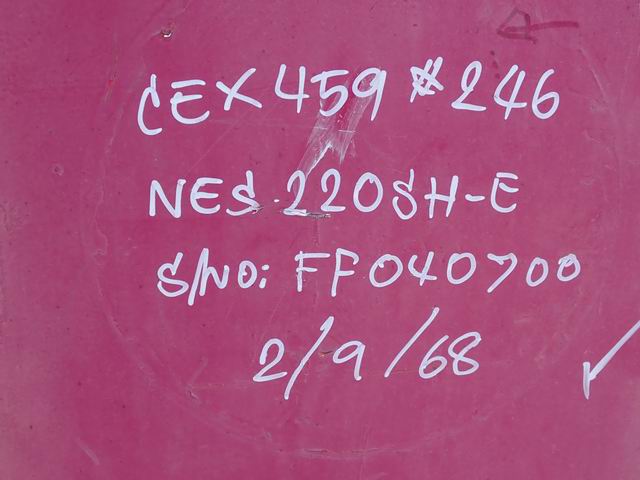 CEX 459 #246
NES. 220SH-E
S/NO: FF040700
2/9/68